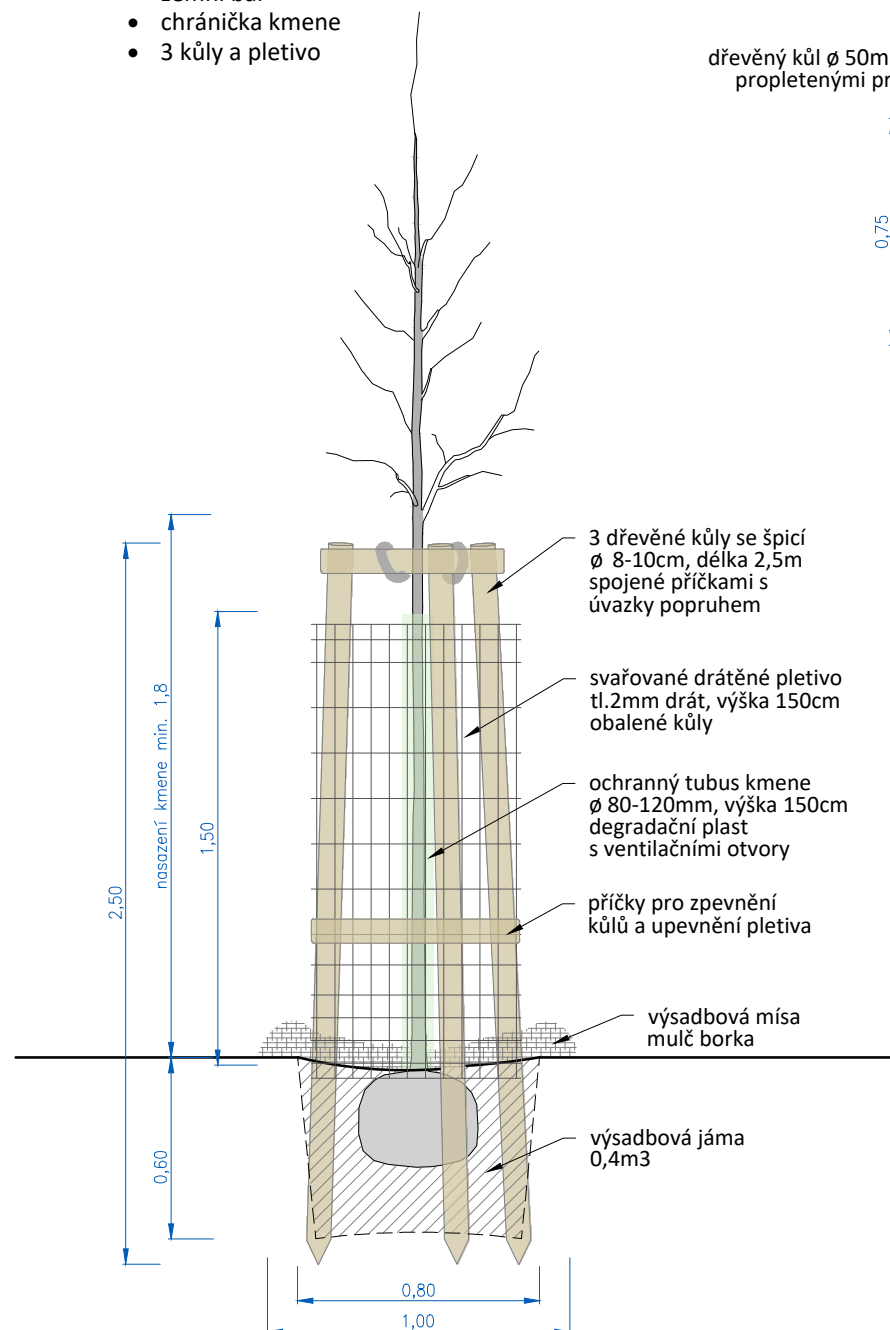 • chránička kmene
• 3 kůly a pletivo
dřevěný kůl ø 50m
propletenými
0,75
3 dřevěné kůly se špicí
ø 8-10cm, délka 2,5m
spojené příčkami s
úvazky popruhem
svařované drátěné pletivo
tl.2mm drát, výška 150cm
obalené kůly
ochranný tubus kmene
ø 80-120mm, výška 150cm
degradační plast
s ventilačními otvory
příčky pro zpevnění
kůlů a upevnění pletiva
výsadbová mísa
mulč borka
výsadbová jáma
0,4m3
2,50
nasazení kmene min. 1,8
1,50
0,60
0,80
1,00